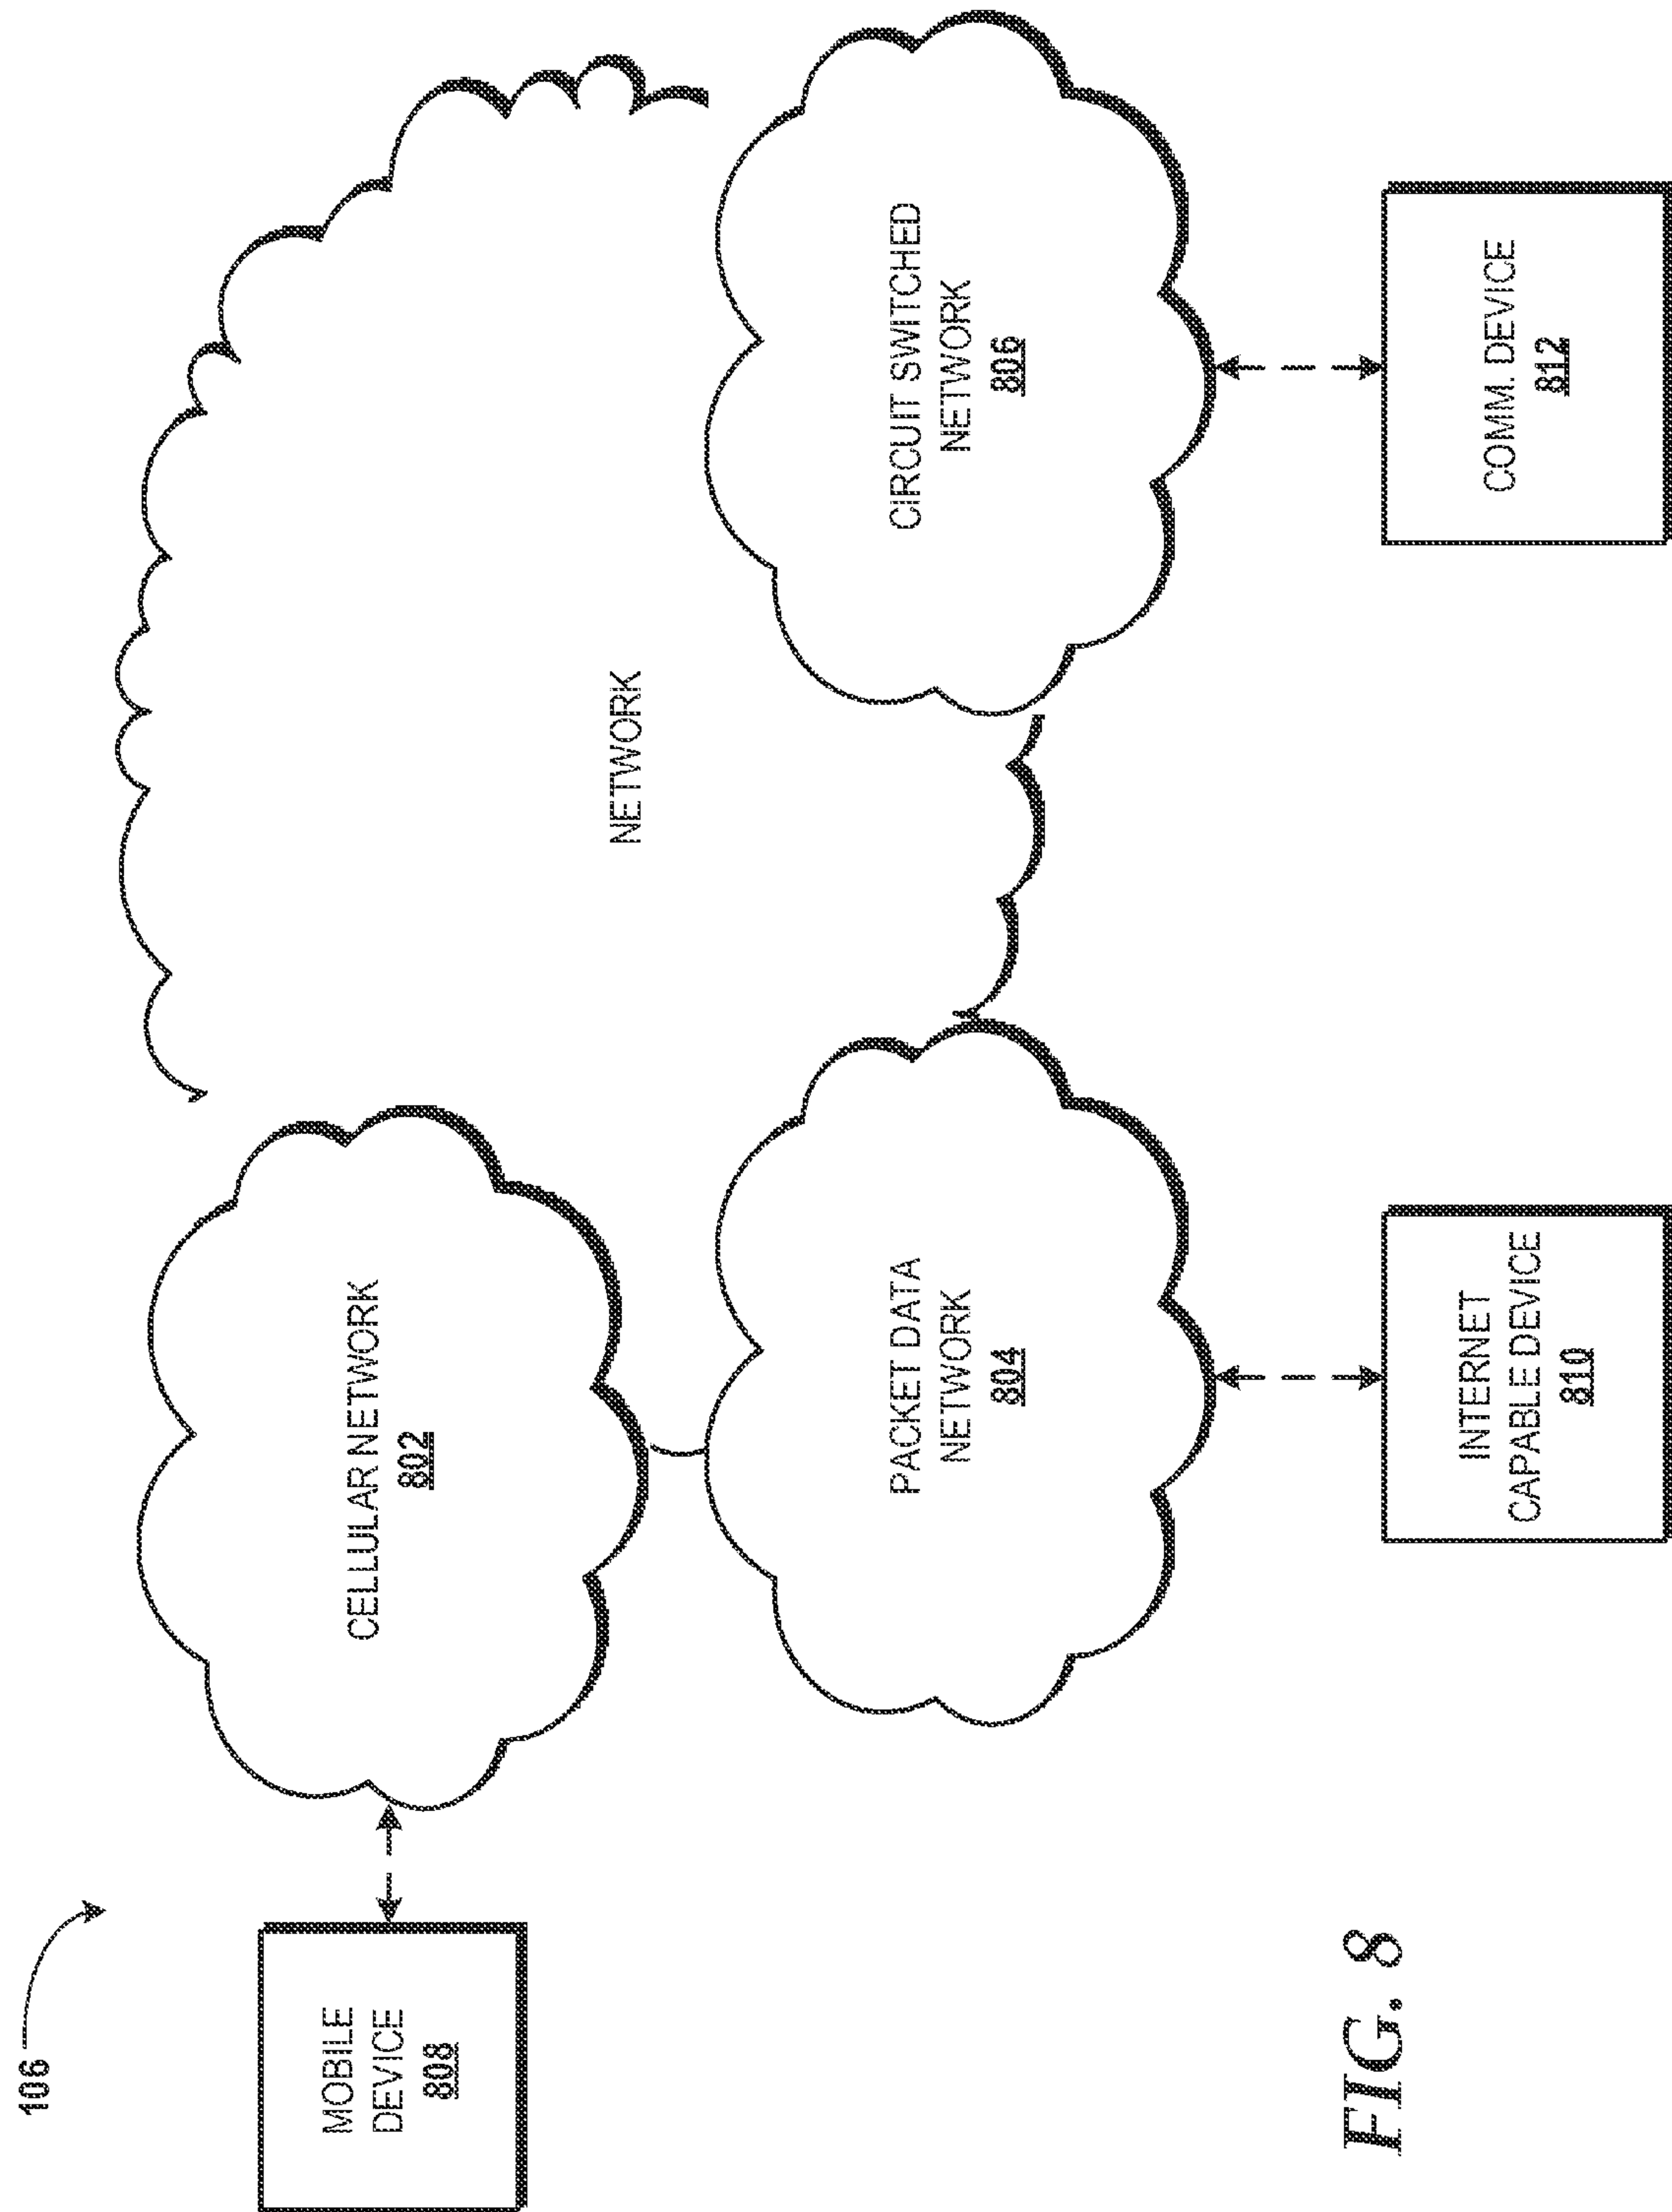 106
MOBILE
DEVICE
808
CELLULAR NETWORK
802
NETWORK
PACKET DATA
NETWORK
804
CIRCUIT SWITCHED
NETWORK
806
INTERNET
CAPABLE DEVICE
810
COMM. DEVICE
812
FIG. 8